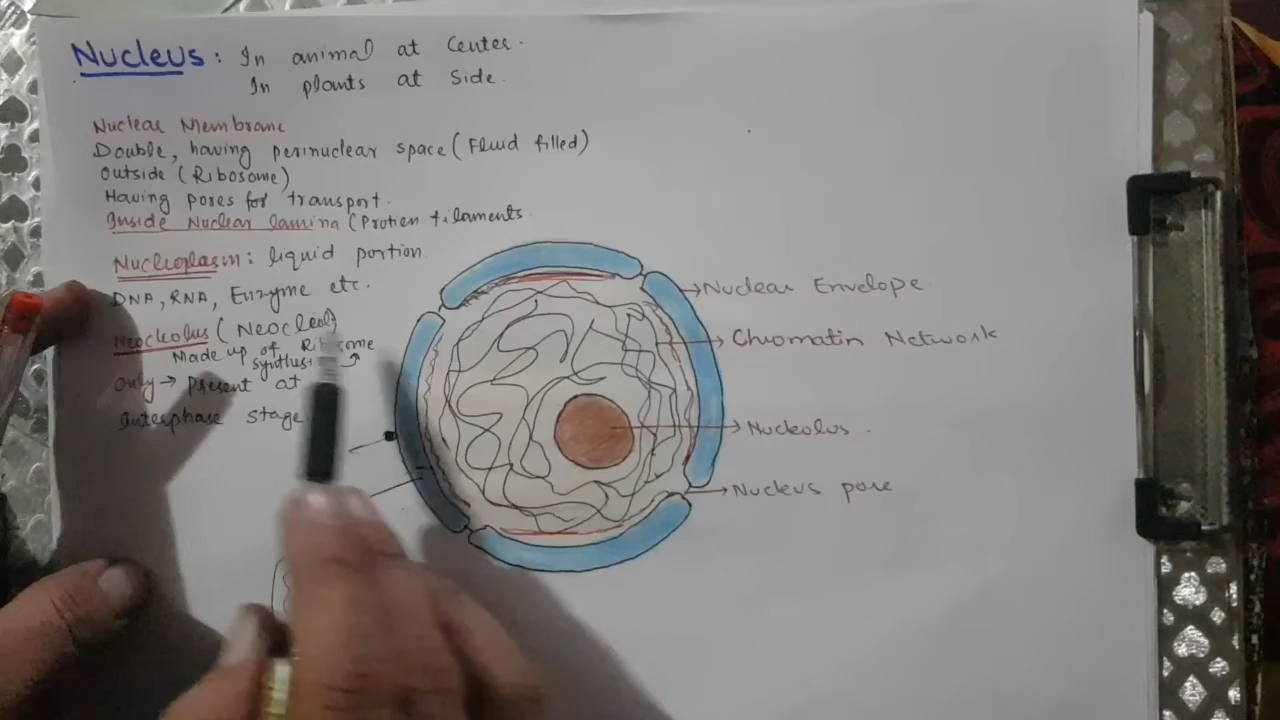 Nucleus : In animal at Center.
In plants at Side.
Nuclear Membrane
Double, having perinuclear space (Fluid filled)
Outside (Ribosome)
Having pores for transport.
Inside Nuclear lamina (Protien filaments
Nucleoplasm : liquid portion.
DNA, RNA, Enzyme etc.
Neocleolus (Neocleoli)
Made up of Ribosome
synthesi
Only → present at
Interphase stage
Nuclear Envelope
Chromatin Network
Nucleolus .
Nucleus pore